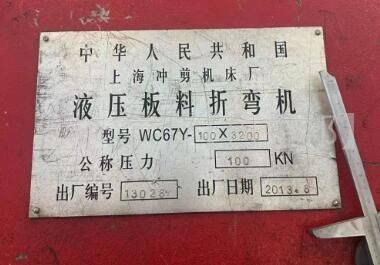 中华人民共和国
上海冲剪机床厂
液压板料折弯机
型号 WC67Y-100X3200
公称压力 100 KN
出厂编号 出厂日期 2013.8